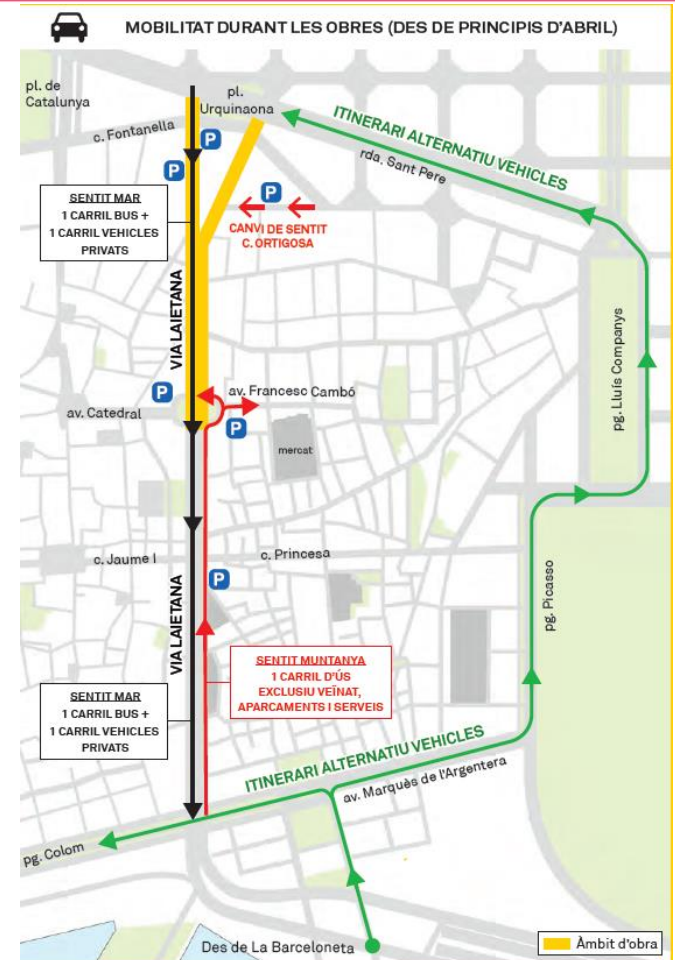 MOBILITAT DURANT LES OBRES (DES DE PRINCIPIS D'ABRIL)
pl. de
Catalunya
pl.
Urquinaona
c. Fontanella
P
P
ITINERARI ALTERNATIU VEHICLES
rda. Sant Pere
P
SENTIT MAR
1 CARRIL BUS +
1 CARRIL VEHICLES
PRIVATS
CANVI DE SENTIT
C. ORTIGOSA
VIA LAIETANA
pg. Lluís Companys
P
av. Francesc Cambó
av. Catedral
P
mercat
c. Jaume I
c. Princesa
P
pg. Picasso
VIA LAIETANA
SENTIT MUNTANYA
1 CARRIL D'ÚS
EXCLUSIU VEÏNAT,
APARCAMENTS I SERVEIS
SENTIT MAR
1 CARRIL BUS +
1 CARRIL VEHICLES
PRIVATS
ITINERARI ALTERNATIU VEHICLES
av. Marquès de l'Argentera
pg. Colom
Des de La Barceloneta
Àmbit d'obra